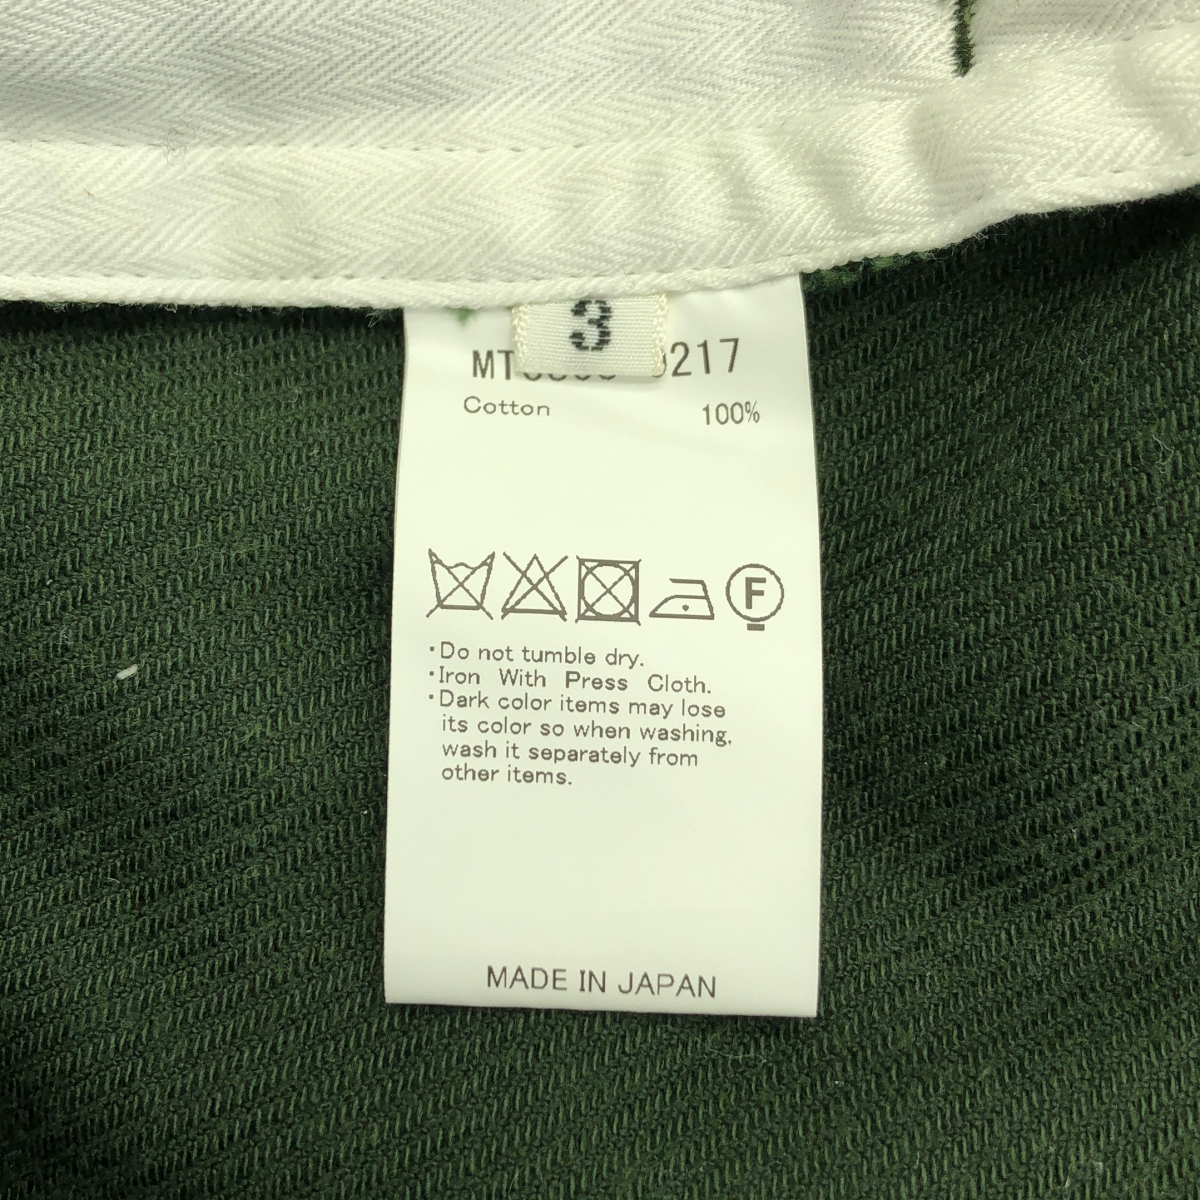 3
MT 217
Cotton 100%
F
·Do not tumble dry.
·Iron With Press Cloth.
·Dark color items may lose
its color so when washing,
wash it separately from
other items.
MADE IN JAPAN